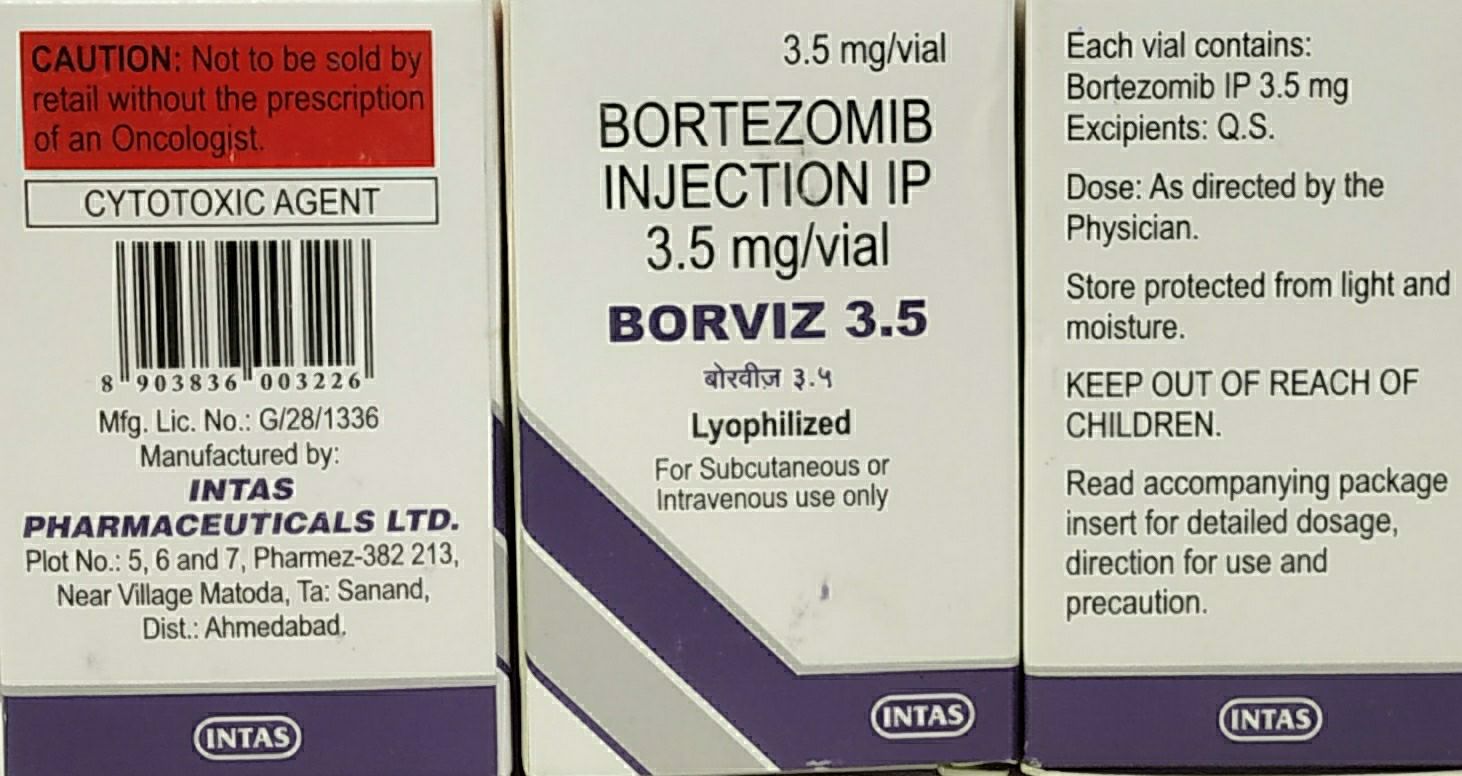 CAUTION: Not to be sold by
retail without the prescription
of an Oncologist.
CYTOTOXIC AGENT
8 903836 003226
Mfg. Lic. No.: G/28/1336
Manufactured by:
INTAS
PHARMACEUTICALS LTD.
Plot No.: 5, 6 and 7, Pharmez-382 213,
Near Village Matoda, Ta: Sanand,
Dist.: Ahmedabad.
INTAS
3.5 mg/vial
BORTEZOMIB
INJECTION IP
3.5 mg/vial
BORVIZ 3.5
बोरवीज़ ३.५
Lyophilized
For Subcutaneous or
Intravenous use only
INTAS
Each vial contains:
Bortezomib IP 3.5 mg
Excipients: Q.S.
Dose: As directed by the
Physician.
Store protected from light and
moisture.
KEEP OUT OF REACH OF
CHILDREN.
Read accompanying package
insert for detailed dosage,
direction for use and
precaution.
INTAS